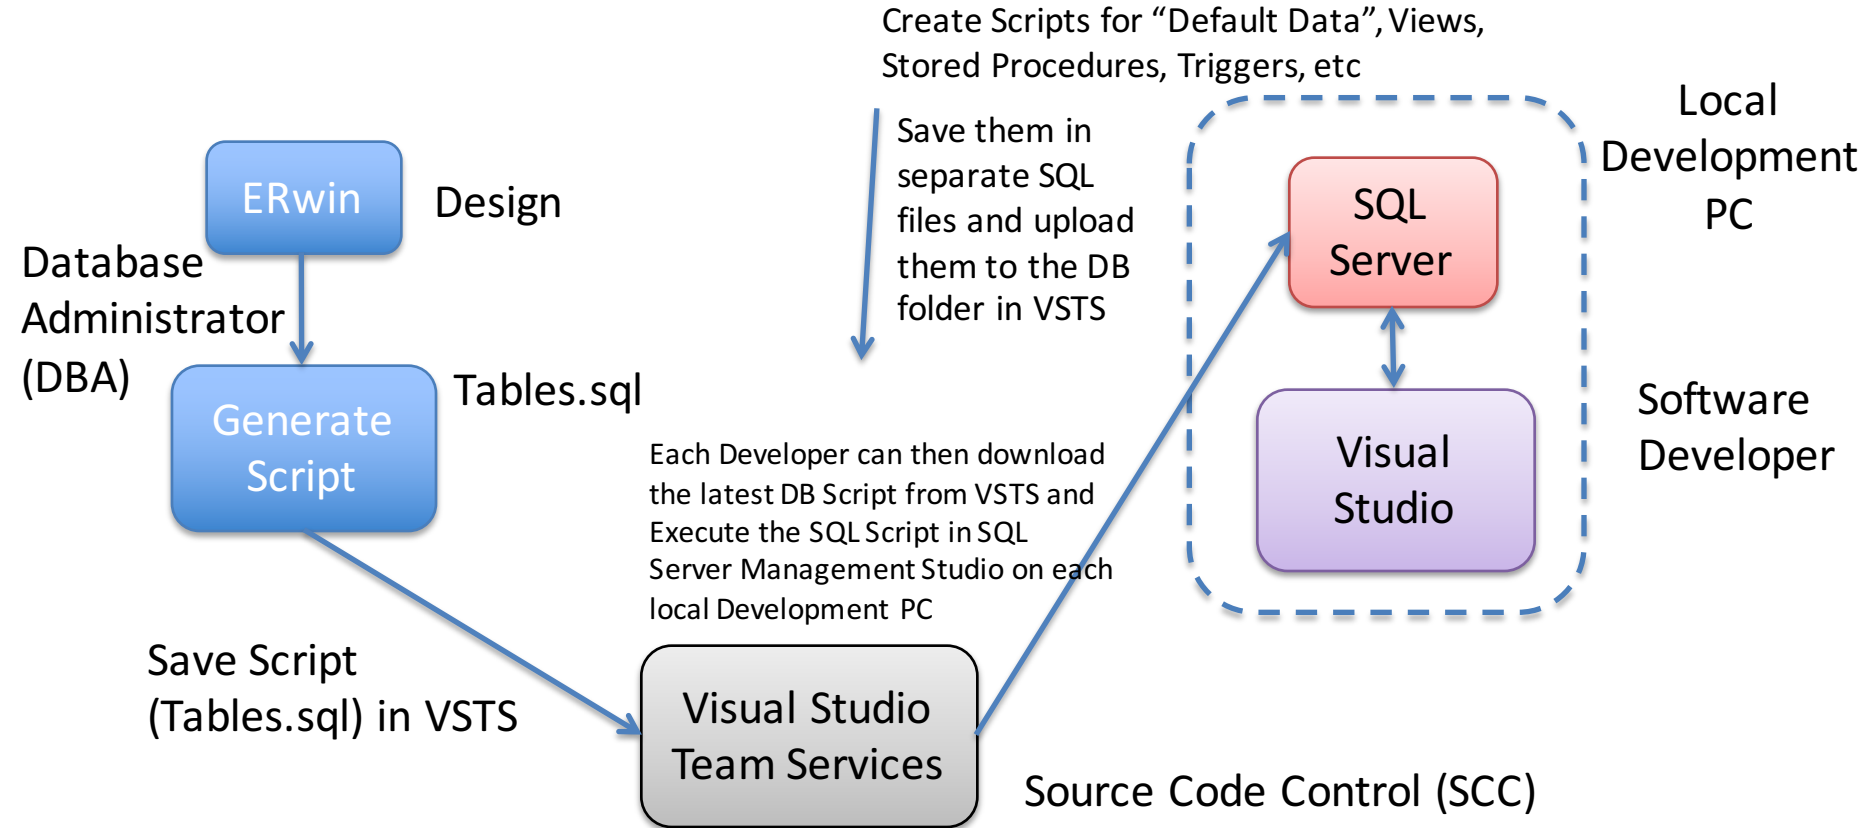 Create Scripts for “Default Data”, Views,
Stored Procedures, Triggers, etc
Save them in
separate SQL
files and upload
them to the DB
folder in VSTS
Local
Development
PC
ERwin
Design
SQL
Server
Database
Administrator
(DBA)
Generate
Script
Tables.sql
Visual
Studio
Software
Developer
Each Developer can then download
the latest DB Script from VSTS and
Execute the SQL Script in SQL
Server Management Studio on each
local Development PC
Save Script
(Tables.sql) in VSTS
Visual Studio
Team Services
Source Code Control (SCC)